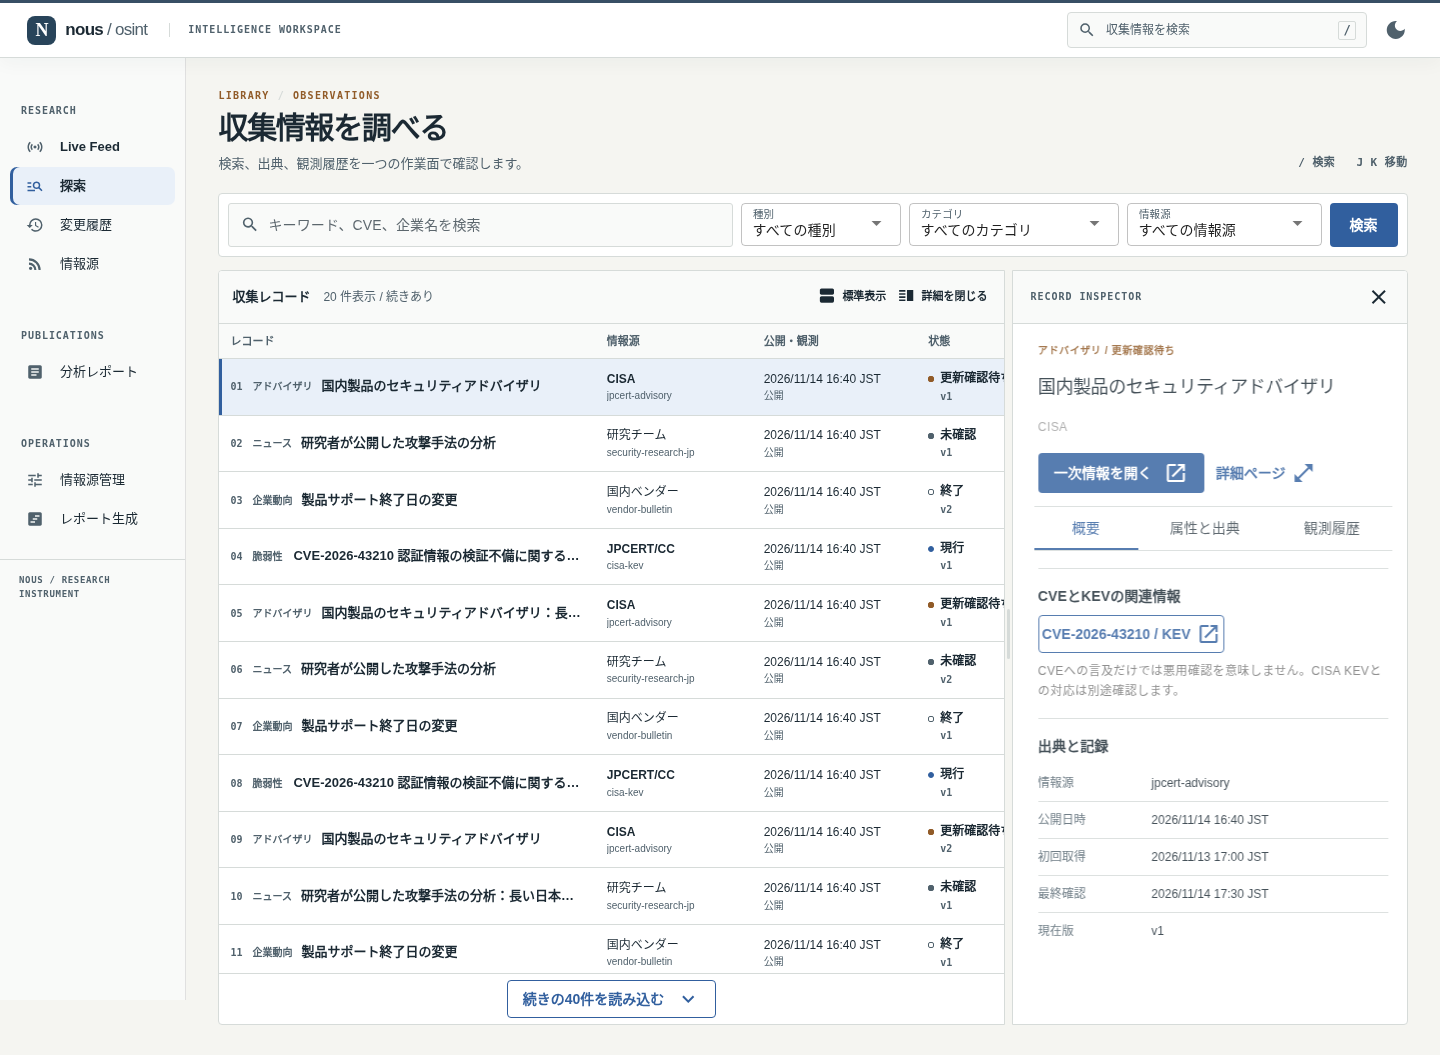 N nous / osint INTELLIGENCE WORKSPACE
収集情報を検索 /
RESEARCH
Live Feed
探索
変更履歴
情報源
PUBLICATIONS
分析レポート
OPERATIONS
情報源管理
レポート生成
NOUS / RESEARCH
INSTRUMENT
LIBRARY / OBSERVATIONS
収集情報を調べる
検索、出典、観測履歴を一つの作業面で確認します。
/ 検索 J K 移動
キーワード、CVE、企業名を検索
種別
すべての種別
カテゴリ
すべてのカテゴリ
情報源
すべての情報源
検索
収集レコード 20 件表示 / 続きあり
標準表示 詳細を閉じる
レコード 情報源 公開・観測 状態
01 アドバイザリ 国内製品のセキュリティアドバイザリ CISA 2026/11/14 16:40 JST 更新確認待ち
jpcert-advisory 公開 v1
02 ニュース 研究者が公開した攻撃手法の分析 研究チーム 2026/11/14 16:40 JST 未確認
security-research-jp 公開 v1
03 企業動向 製品サポート終了日の変更 国内ベンダー 2026/11/14 16:40 JST 終了
vendor-bulletin 公開 v2
04 脆弱性 CVE-2026-43210 認証情報の検証不備に関する… JPCERT/CC 2026/11/14 16:40 JST 現行
cisa-kev 公開 v1
05 アドバイザリ 国内製品のセキュリティアドバイザリ：長… CISA 2026/11/14 16:40 JST 更新確認待ち
jpcert-advisory 公開 v1
06 ニュース 研究者が公開した攻撃手法の分析 研究チーム 2026/11/14 16:40 JST 未確認
security-research-jp 公開 v2
07 企業動向 製品サポート終了日の変更 国内ベンダー 2026/11/14 16:40 JST 終了
vendor-bulletin 公開 v1
08 脆弱性 CVE-2026-43210 認証情報の検証不備に関する… JPCERT/CC 2026/11/14 16:40 JST 現行
cisa-kev 公開 v1
09 アドバイザリ 国内製品のセキュリティアドバイザリ CISA 2026/11/14 16:40 JST 更新確認待ち
jpcert-advisory 公開 v2
10 ニュース 研究者が公開した攻撃手法の分析：長い日本… 研究チーム 2026/11/14 16:40 JST 未確認
security-research-jp 公開 v1
11 企業動向 製品サポート終了日の変更 国内ベンダー 2026/11/14 16:40 JST 終了
vendor-bulletin 公開 v1
続きの40件を読み込む
RECORD INSPECTOR
アドバイザリ / 更新確認待ち
国内製品のセキュリティアドバイザリ
CISA
一次情報を開く 詳細ページ
概要 属性と出典 観測履歴
CVEとKEVの関連情報
CVE-2026-43210 / KEV
CVEへの言及だけでは悪用確認を意味しません。CISA KEVと
の対応は別途確認します。
出典と記録
情報源 jpcert-advisory
公開日時 2026/11/14 16:40 JST
初回取得 2026/11/13 17:00 JST
最終確認 2026/11/14 17:30 JST
現在版 v1